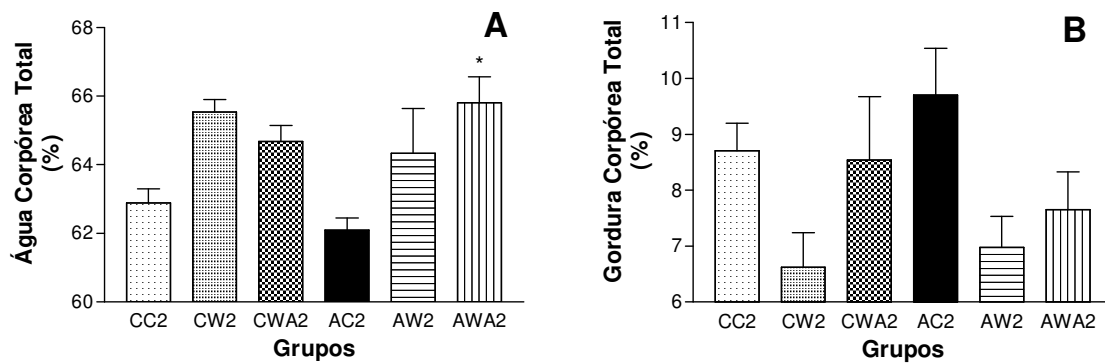 A
Água Corpórea Total
(%)
68
66
64
62
60
*
CC2 CW2 CWA2 AC2 AW2 AWA2
Grupos
B
Gordura Corpórea Total
(%)
11
10
9
8
7
6
CC2 CW2 CWA2 AC2 AW2 AWA2
Grupos